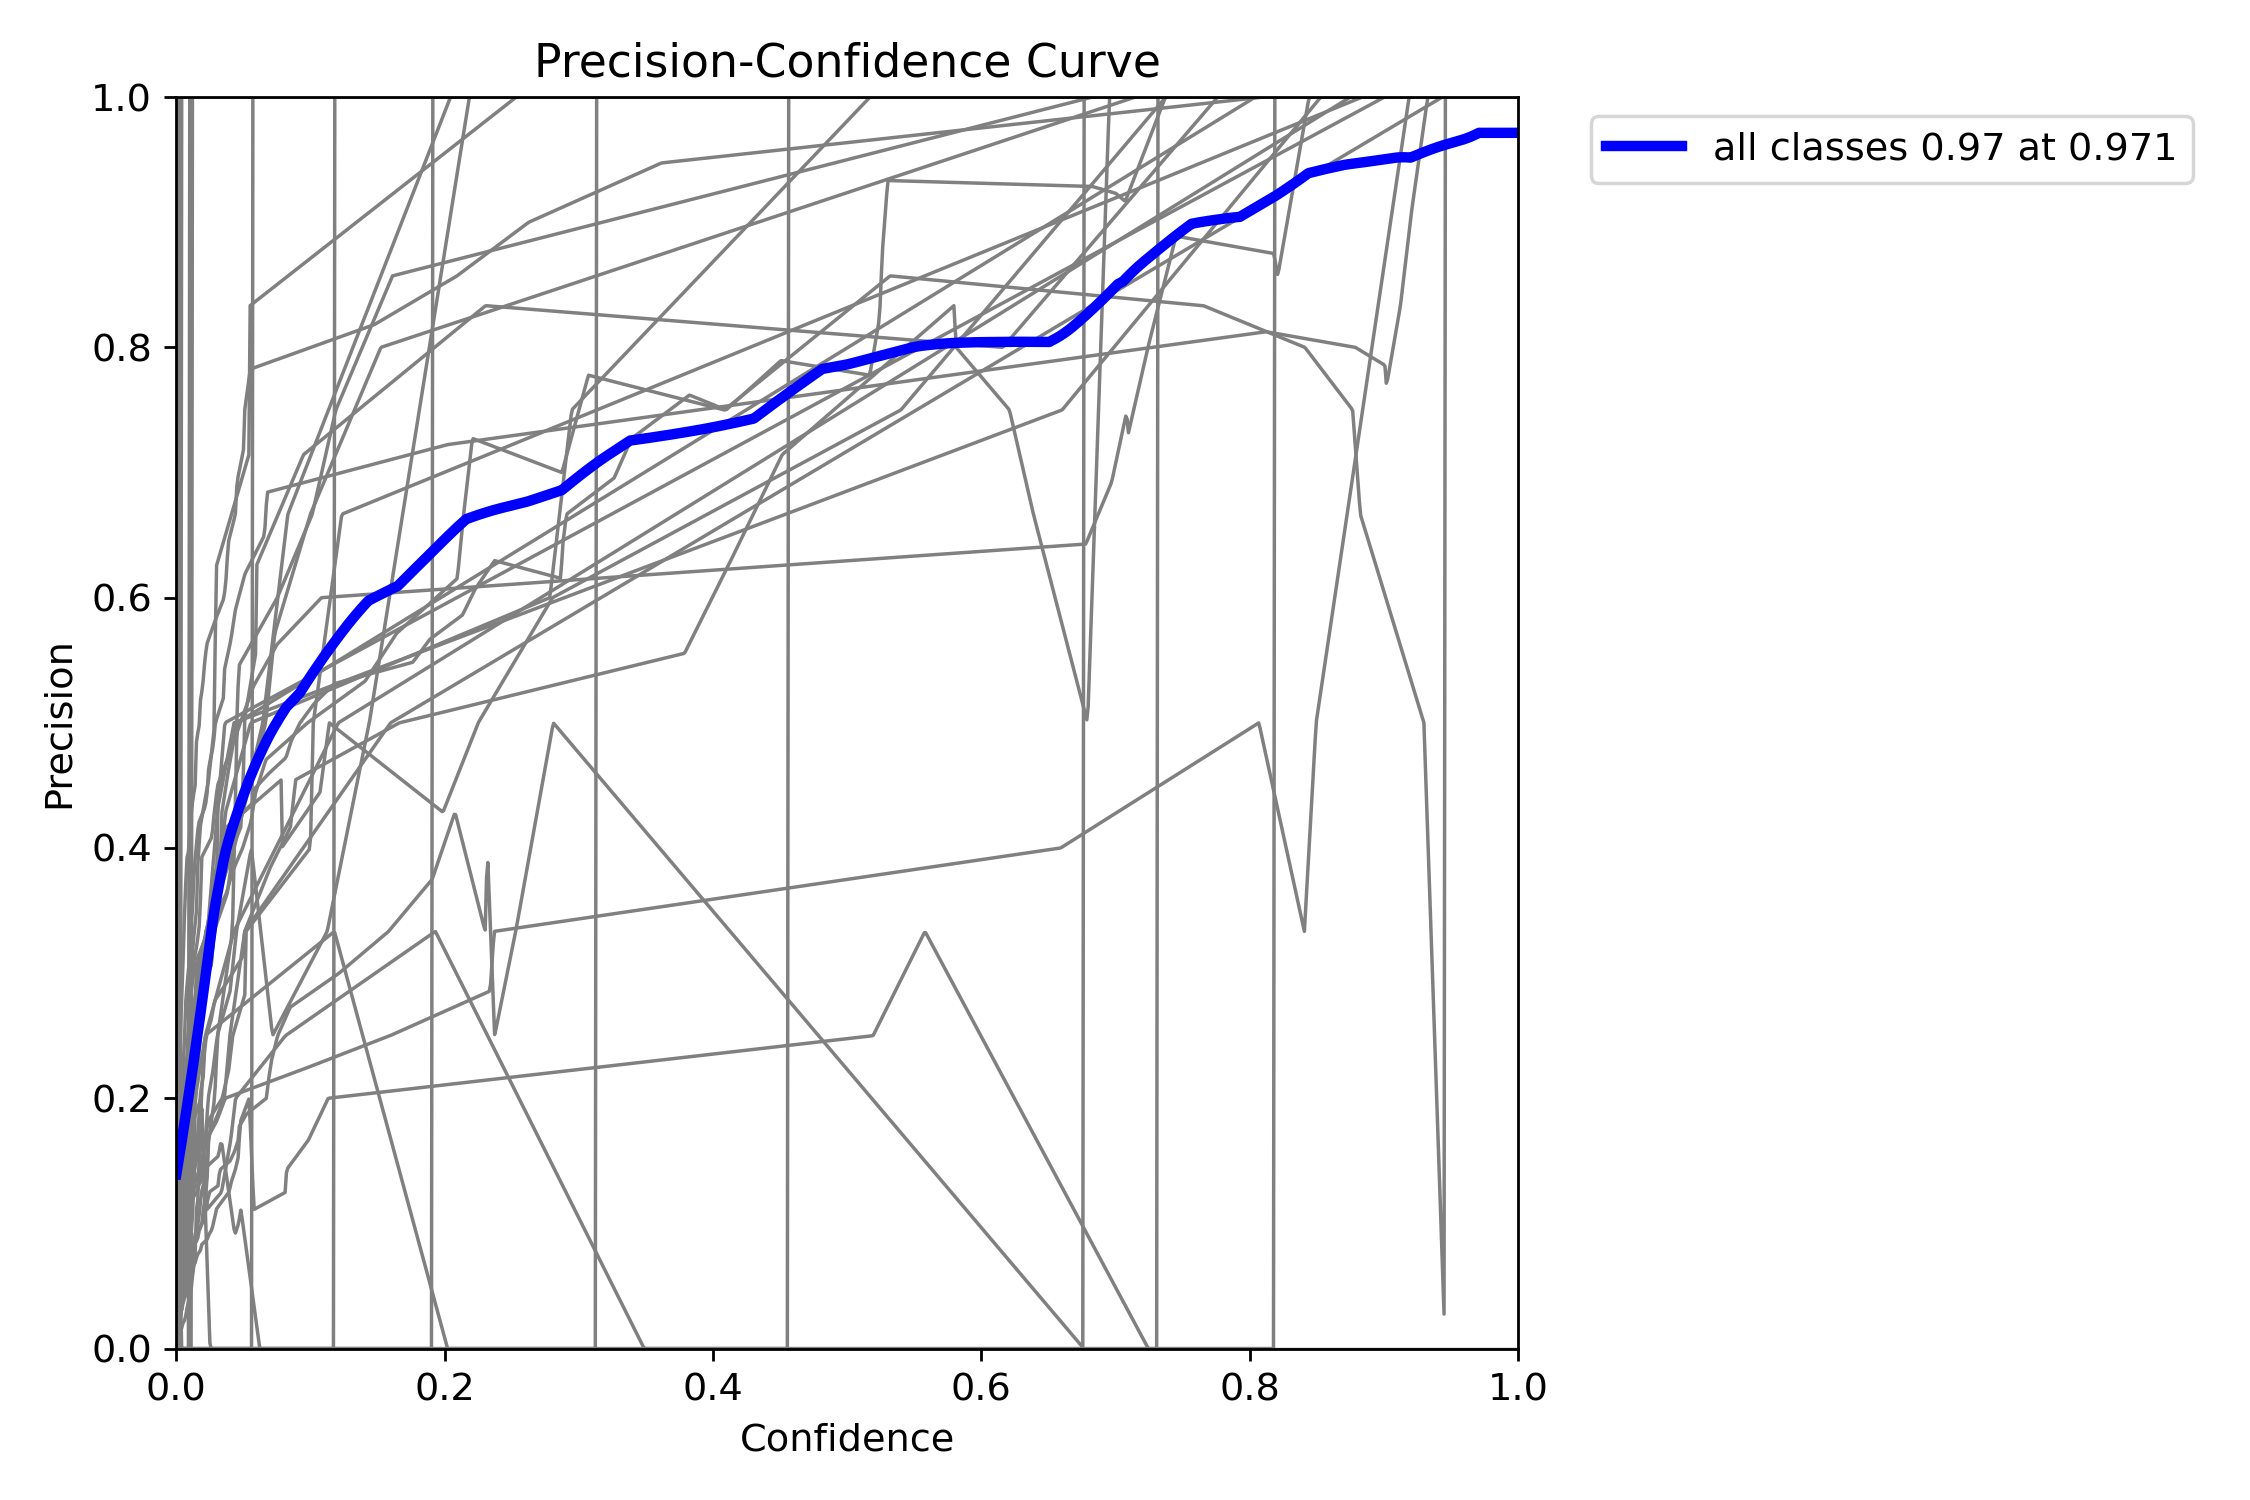 Precision-Confidence Curve
all classes 0.97 at 0.971
Precision
1.0
0.8
0.6
0.4
0.2
0.0
0.0 0.2 0.4 0.6 0.8 1.0
Confidence